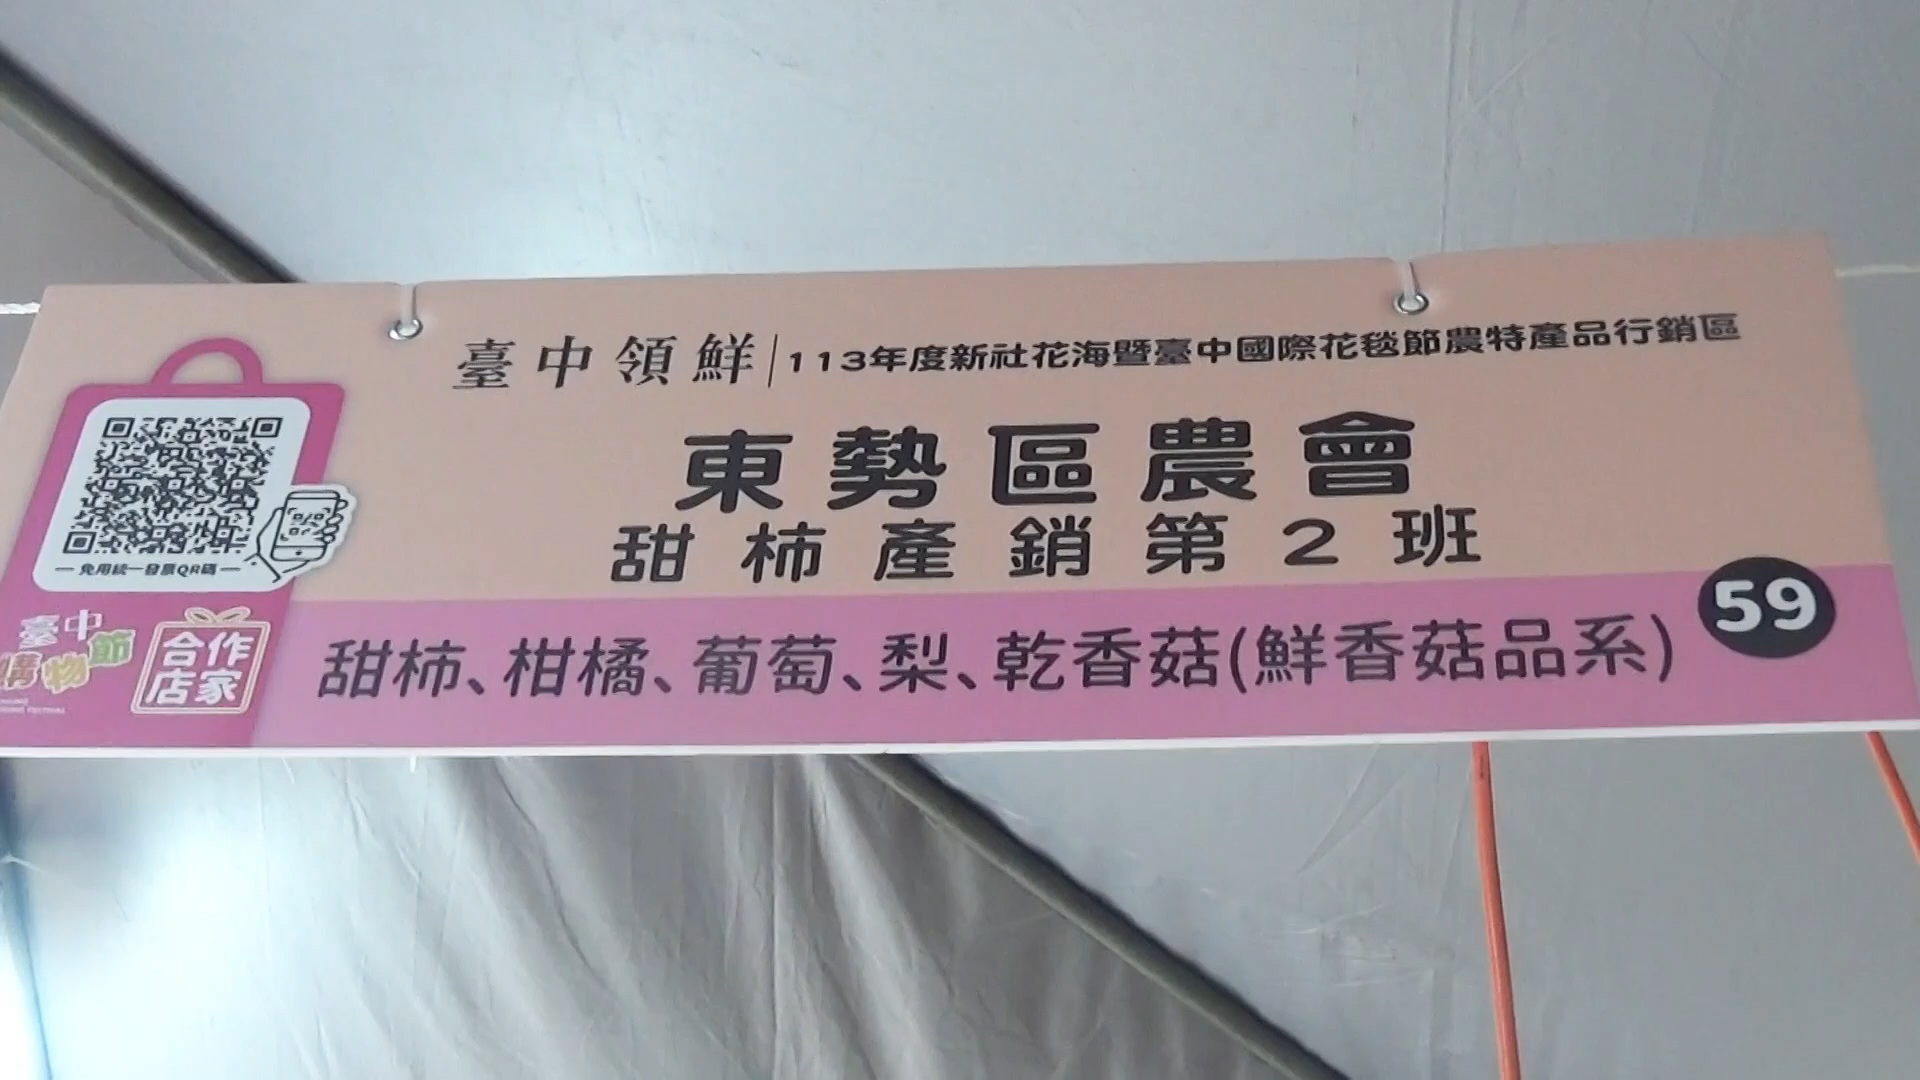 臺中領鮮|113年度新社花海暨臺中國際花毯節農特產品行銷區
東勢區農會
甜柿產銷第2班
59
甜柿、柑橘、葡萄、梨、乾香菇(鮮香菇品系)
免用統一發票QR碼
臺中
購物節
合作
店家